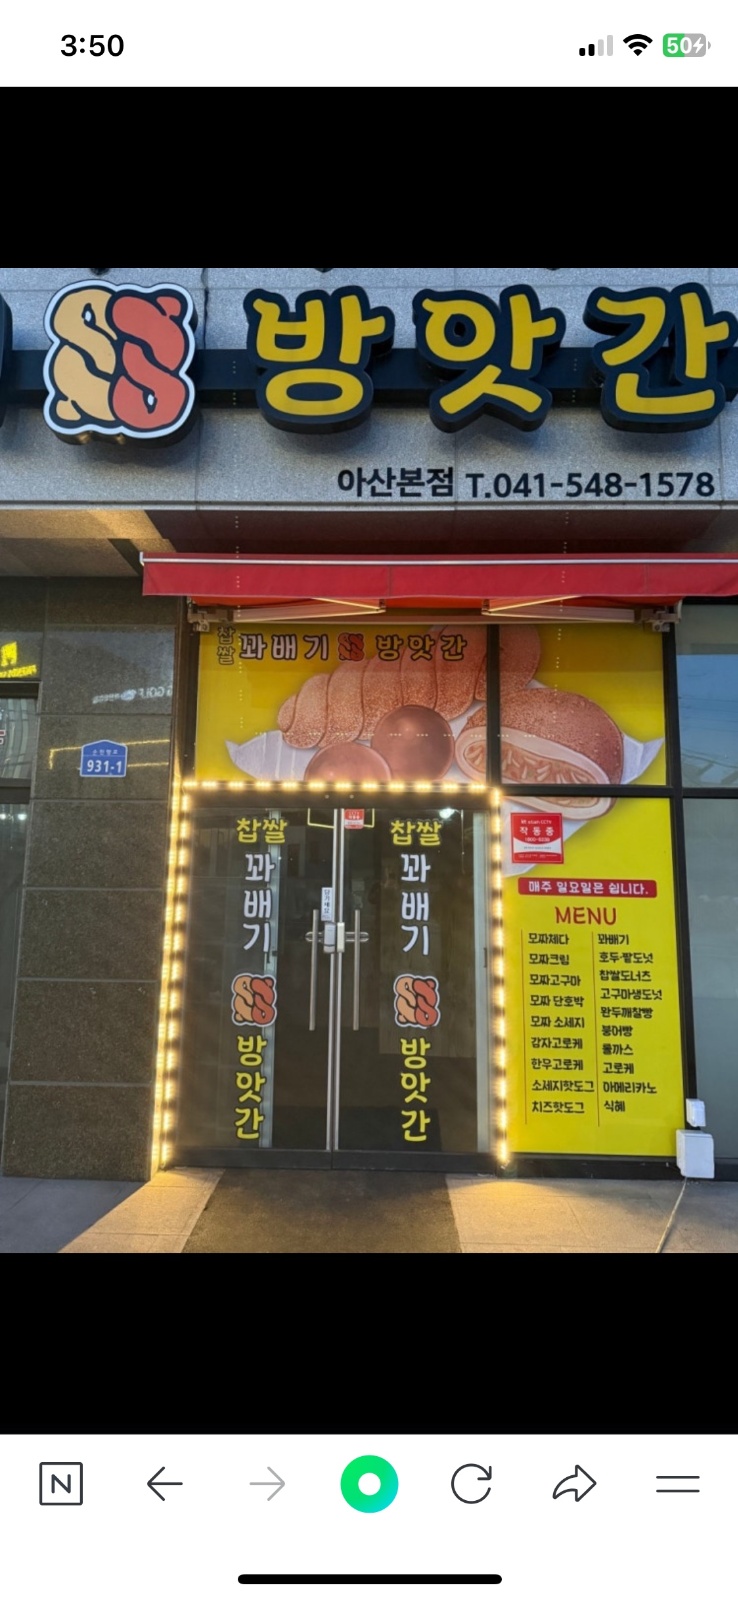 3:50
50
방앗간
아산본점 T.041-548-1578
찹쌀 꽈배기 방앗간
931-1
찹쌀
꽈배기
방앗간
찹쌀
꽈배기
방앗간
작동중
매주 일요일은 쉽니다.
MENU
모짜체다
모짜크림
모짜고구마
모짜 단호박
모짜 소세지
감자고로케
한우고로케
소세지핫도그
치즈핫도그
꽈배기
호두·팥도넛
찹쌀도너츠
고구마생도넛
완두깨찰빵
붕어빵
롤까스
고로케
아메리카노
식혜
N